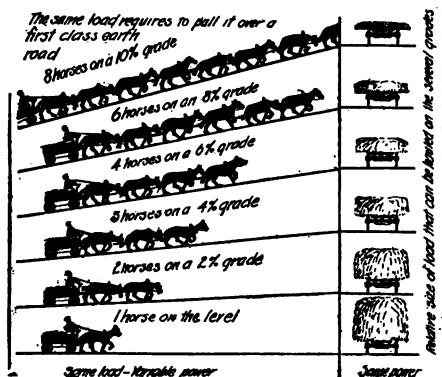 The same load requires to pull it over a
first class earth
road
8 horses on a 10% grade
6 horses on an 8% grade
4 horses on a 6% grade
3 horses on a 4% grade
2 horses on a 2% grade
1 horse on the level
Same load - Variable power
Same power
Relative size of load that can be hauled on the several grades